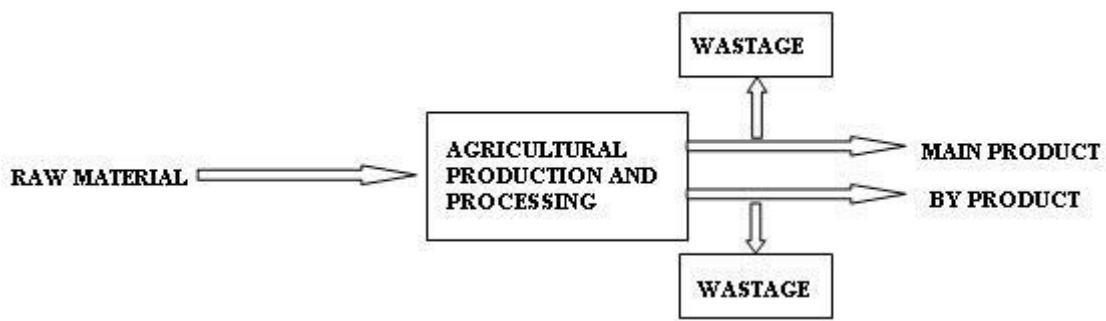 WASTAGE
RAW MATERIAL
AGRICULTURAL
PRODUCTION AND
PROCESSING
MAIN PRODUCT
BY PRODUCT
WASTAGE